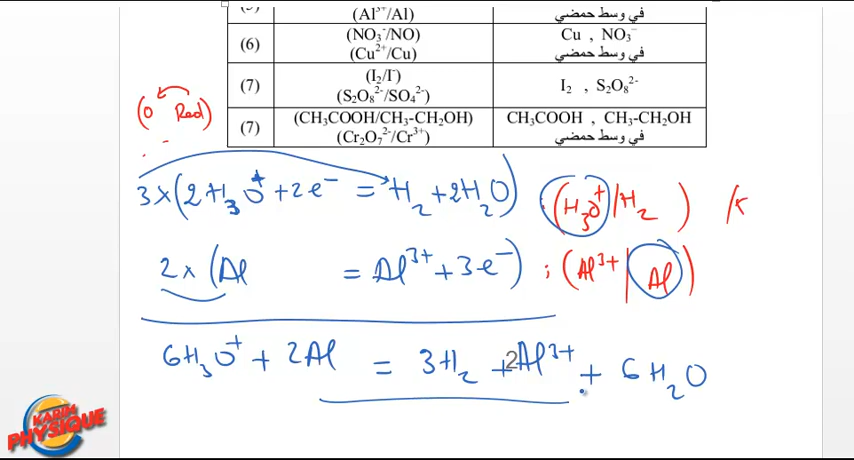 (Al³⁺/Al) في وسط حمضي
(6) (NO₃⁻/NO) Cu , NO₃⁻
(Cu²⁺/Cu) في وسط حمضي
(7) (I₂/I⁻) I₂ , S₂O₈²⁻
(S₂O₈²⁻/SO₄²⁻)
(7) (CH₃COOH/CH₃-CH₂OH) CH₃COOH , CH₃-CH₂OH
(Cr₂O₇²⁻/Cr³⁺) في وسط حمضي
(O Red)
3×(2H₃O⁺ + 2e⁻ = H₂ + 2H₂O) : (H₃O⁺/H₂)
2×(Al = Al³⁺ + 3e⁻) ; (Al³⁺/Al)
6H₃O⁺ + 2Al = 3H₂ + 2Al³⁺ + 6H₂O
KARIM
PHYSIQUE